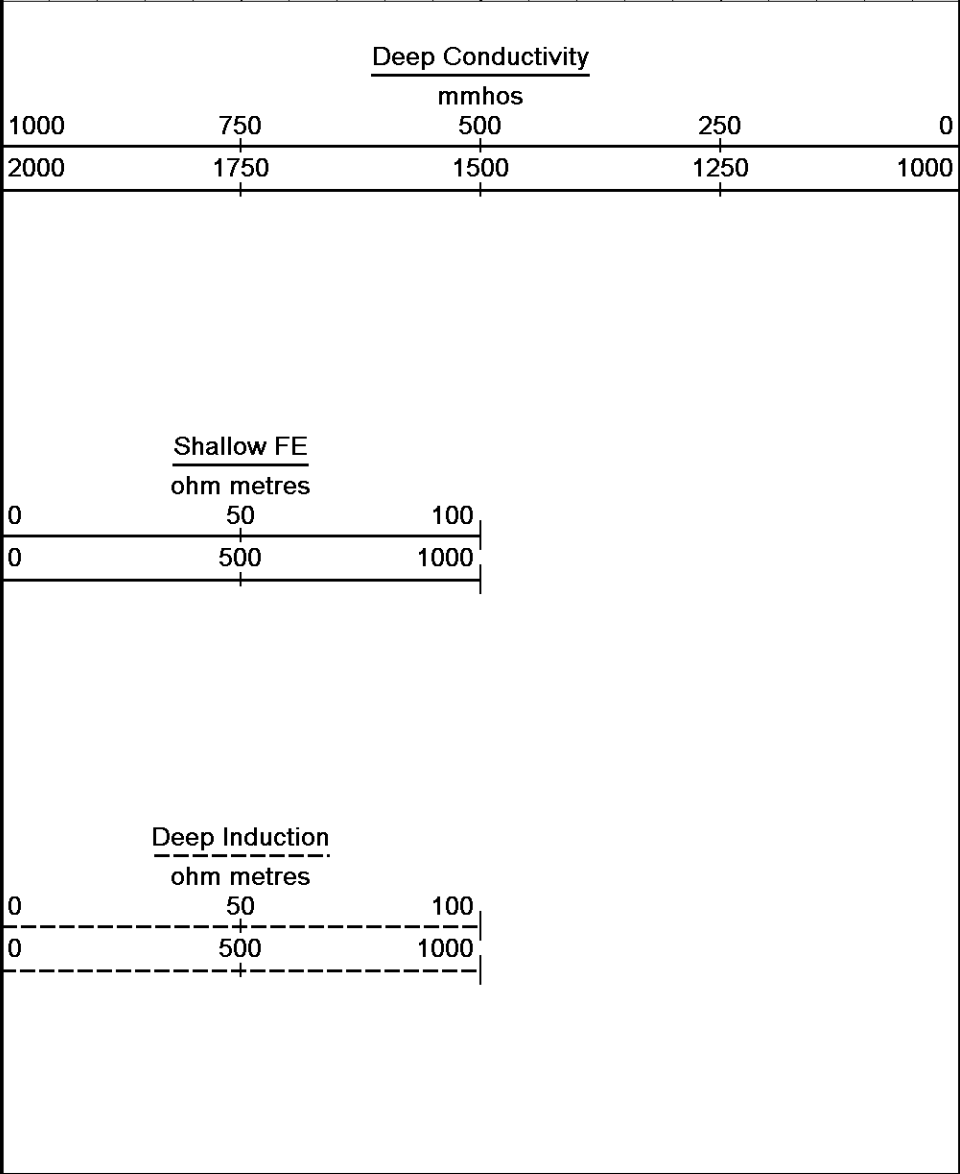 Deep Conductivity
mmhos
1000 750 500 250 0
2000 1750 1500 1250 1000
Shallow FE
ohm metres
0 50 100
0 500 1000
Deep Induction
ohm metres
0 50 100
0 500 1000